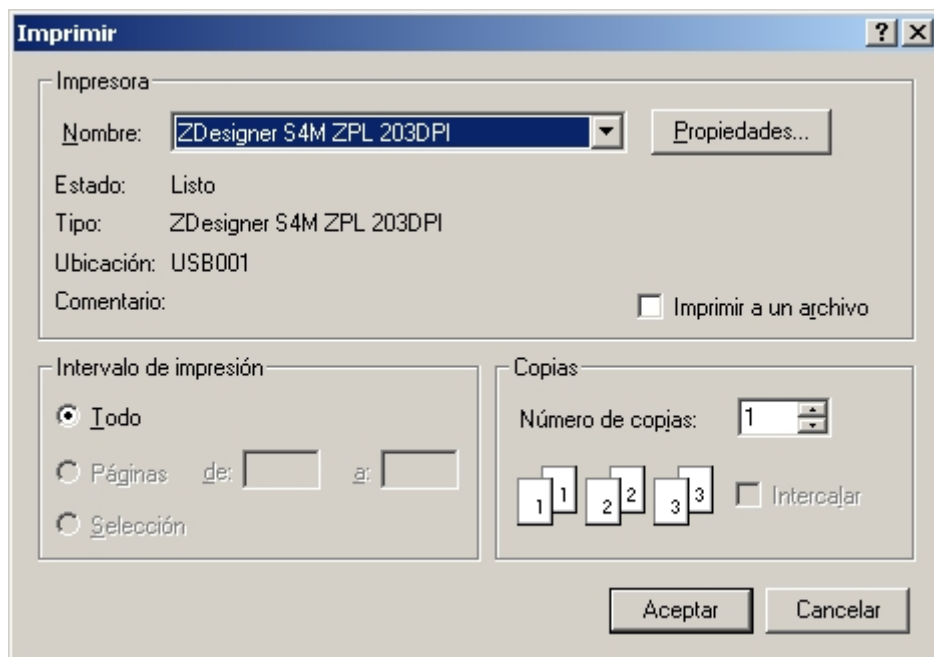 Imprimir
Impresora
Nombre: ZDesigner S4M ZPL 203DPI Propiedades...
Estado: Listo
Tipo: ZDesigner S4M ZPL 203DPI
Ubicación: USB001
Comentario: Imprimir a un archivo
Intervalo de impresión
Todo
Páginas de: a:
Selección
Copias
Número de copias: 1
1 1 2 2 3 3 Intercalar
Aceptar Cancelar